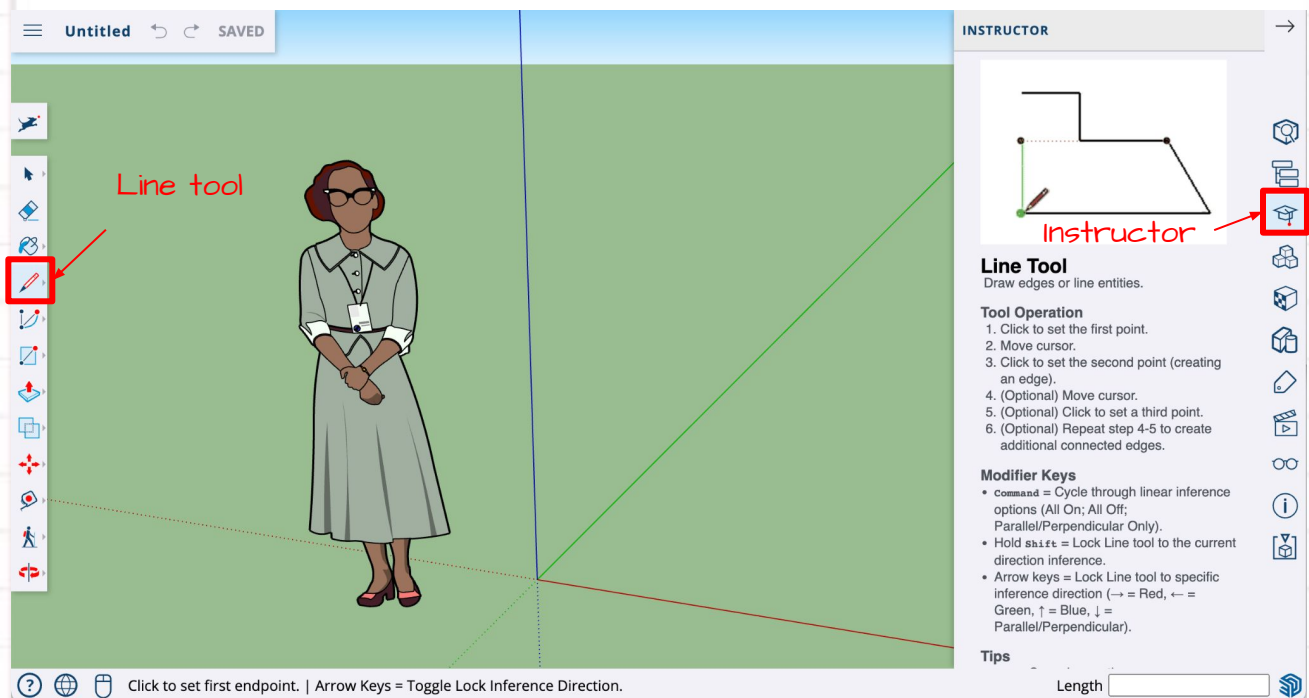 Untitled SAVED
INSTRUCTOR
Line tool
Instructor
Line Tool
Draw edges or line entities.
Tool Operation
1. Click to set the first point.
2. Move cursor.
3. Click to set the second point (creating
an edge).
4. (Optional) Move cursor.
5. (Optional) Click to set a third point.
6. (Optional) Repeat step 4-5 to create
additional connected edges.
Modifier Keys
• Command = Cycle through linear inference
options (All On; All Off;
Parallel/Perpendicular Only).
• Hold Shift = Lock Line tool to the current
direction inference.
• Arrow keys = Lock Line tool to specific
inference direction (→ = Red, ← =
Green, ↑ = Blue, ↓ =
Parallel/Perpendicular).
Tips
Click to set first endpoint. | Arrow Keys = Toggle Lock Inference Direction.
Length